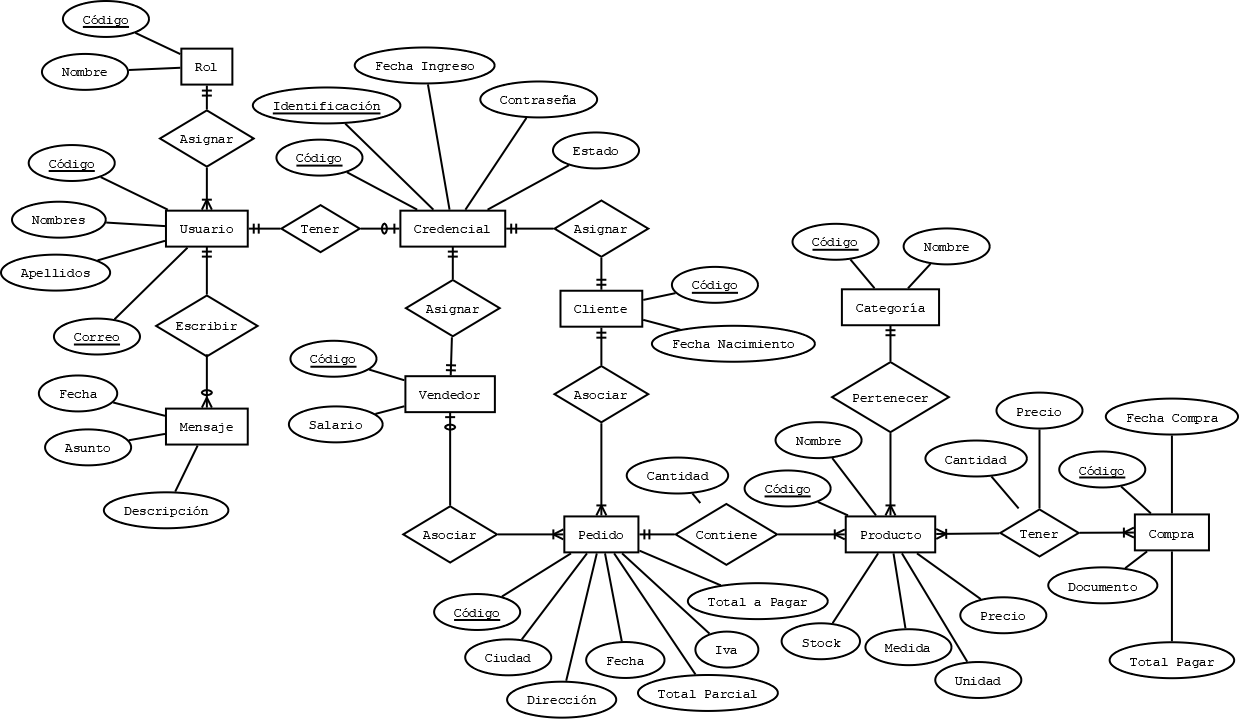 Código
Nombre
Rol
Asignar
Fecha Ingreso
Identificación
Contraseña
Código
Estado
Código
Nombres
Usuario
Apellidos
Correo
Tener
Credencial
Asignar
Código
Cliente
Fecha Nacimiento
Código
Nombre
Categoría
Escribir
Asignar
Código
Vendedor
Salario
Asociar
Pertenecer
Fecha
Asunto
Mensaje
Descripción
Nombre
Código
Cantidad
Precio
Cantidad
Fecha Compra
Código
Asociar
Pedido
Contiene
Producto
Tener
Compra
Código
Ciudad
Dirección
Fecha
Total Parcial
Iva
Total a Pagar
Stock
Medida
Unidad
Precio
Documento
Total Pagar